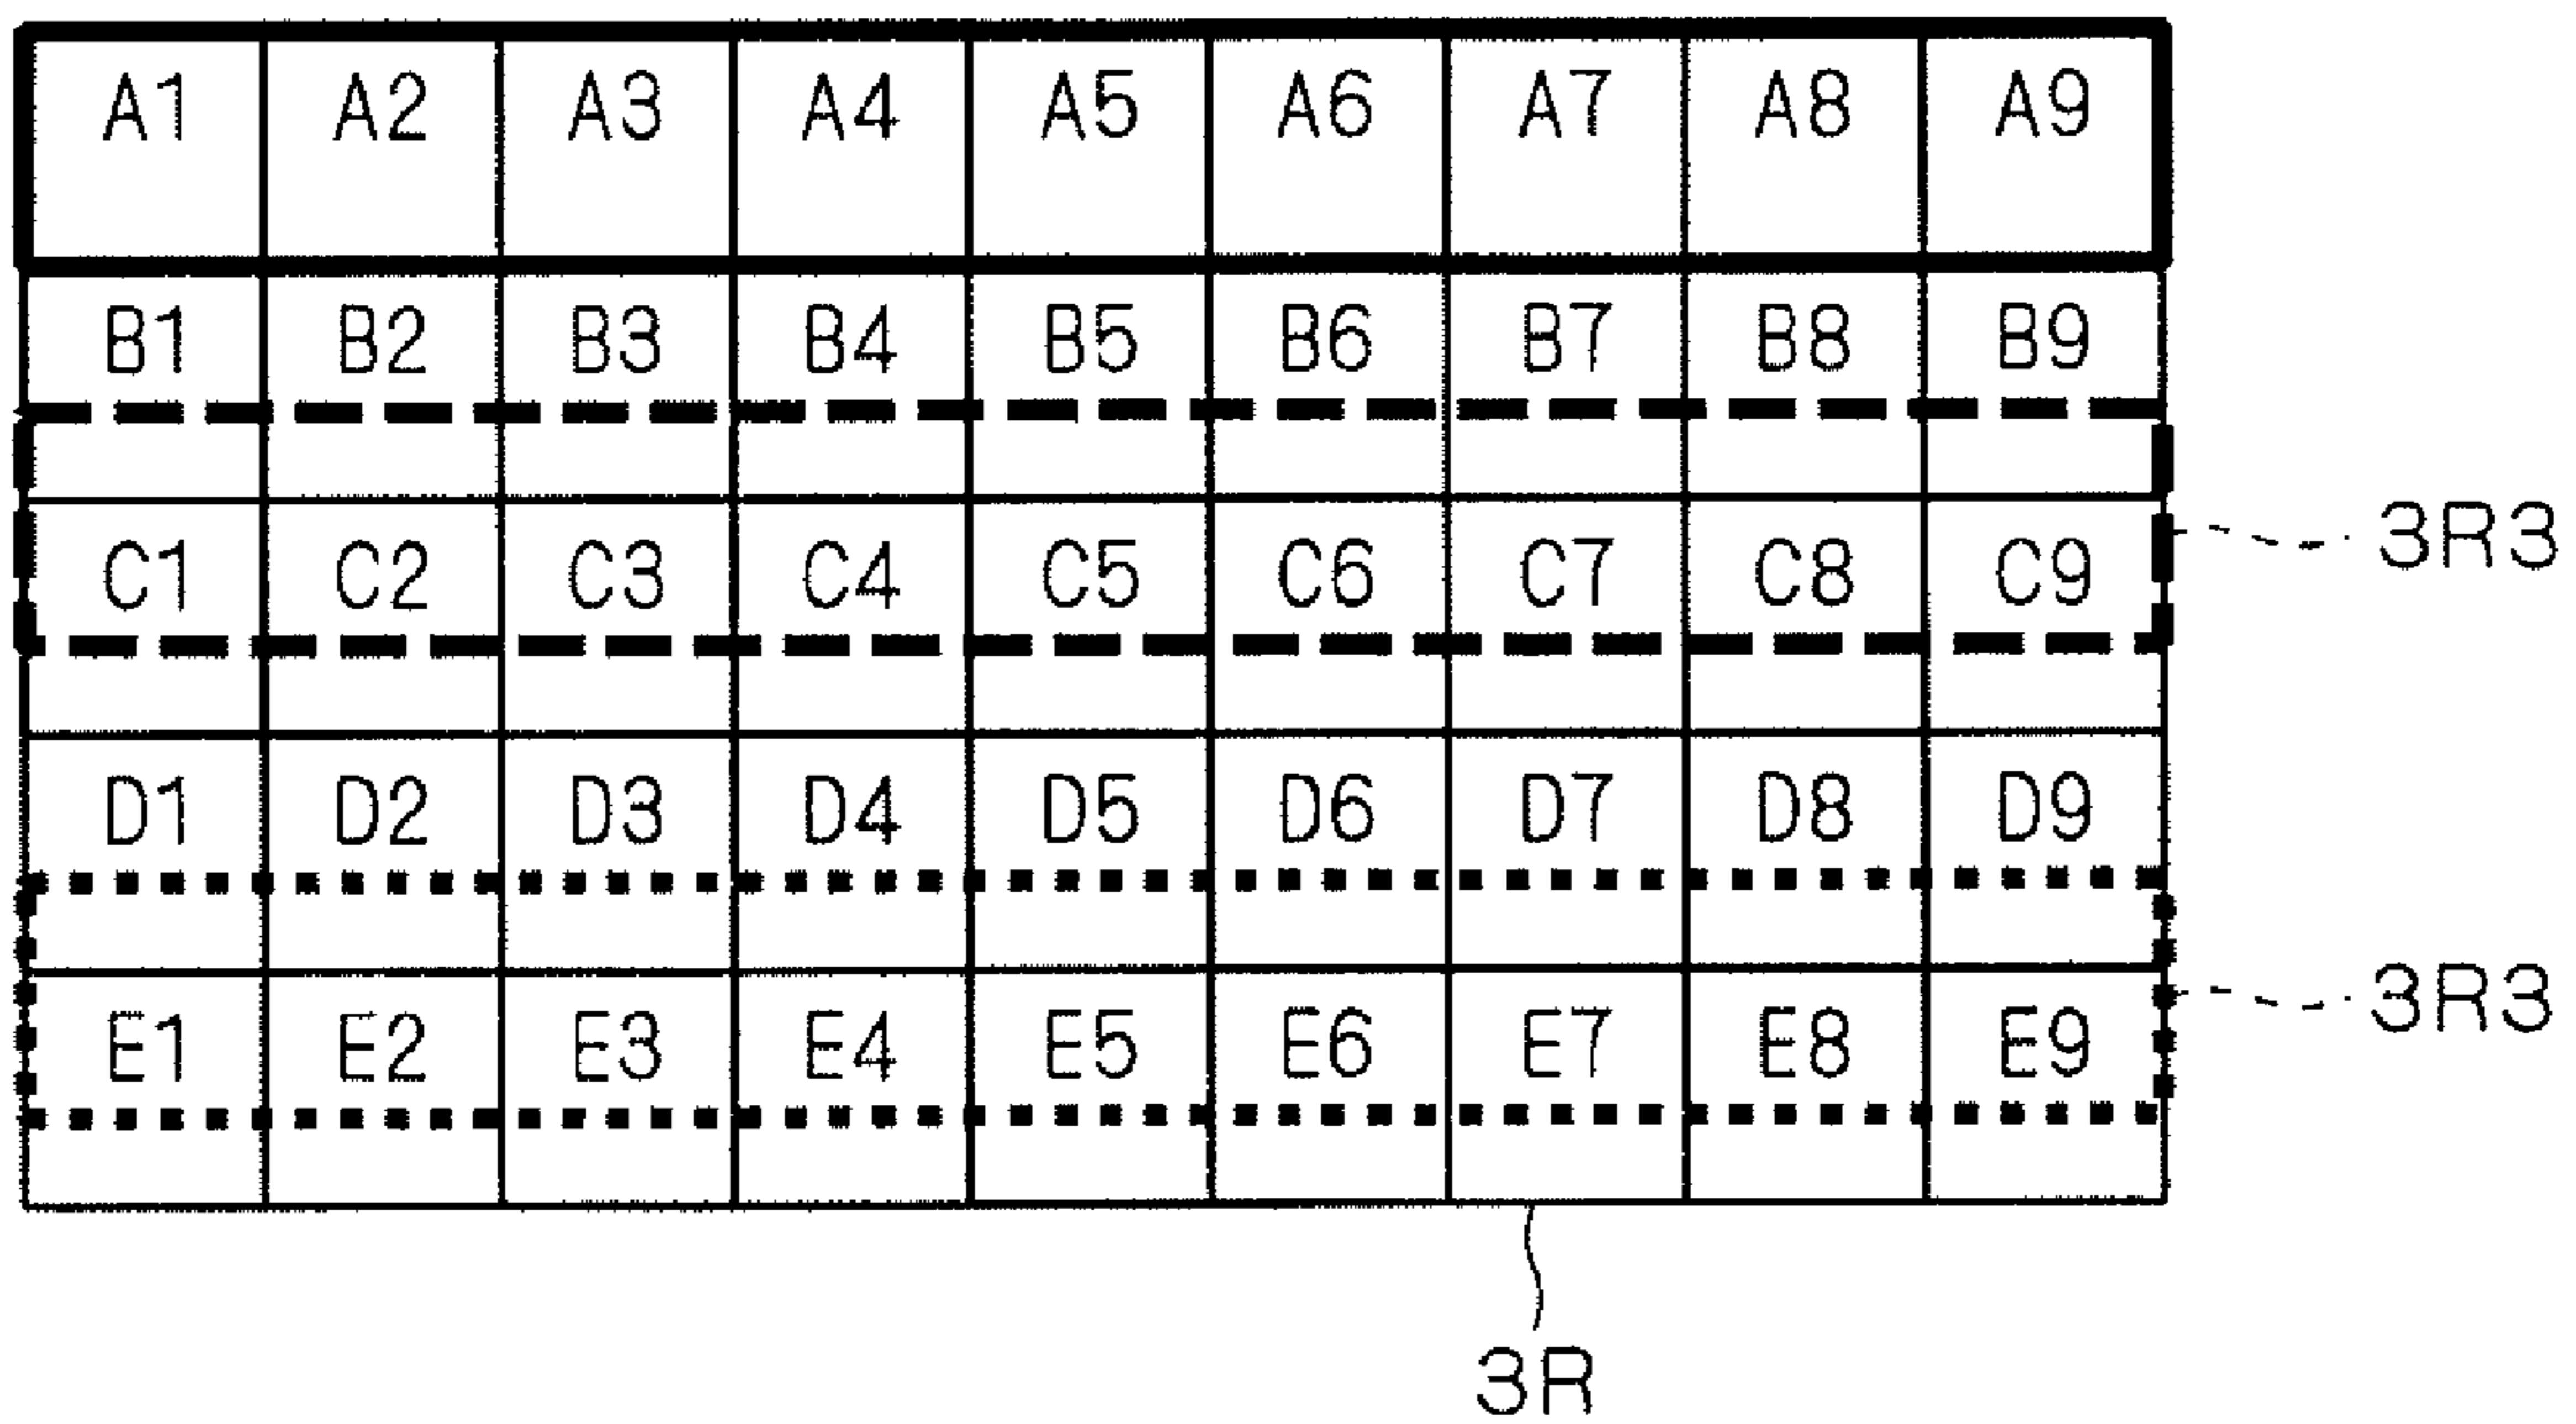 A1 A2 A3 A4 A5 A6 A7 A8 A9
B1 B2 B3 B4 B5 B6 B7 B8 B9
C1 C2 C3 C4 C5 C6 C7 C8 C9
3R3
D1 D2 D3 D4 D5 D6 D7 D8 D9
E1 E2 E3 E4 E5 E6 E7 E8 E9
3R3
3R